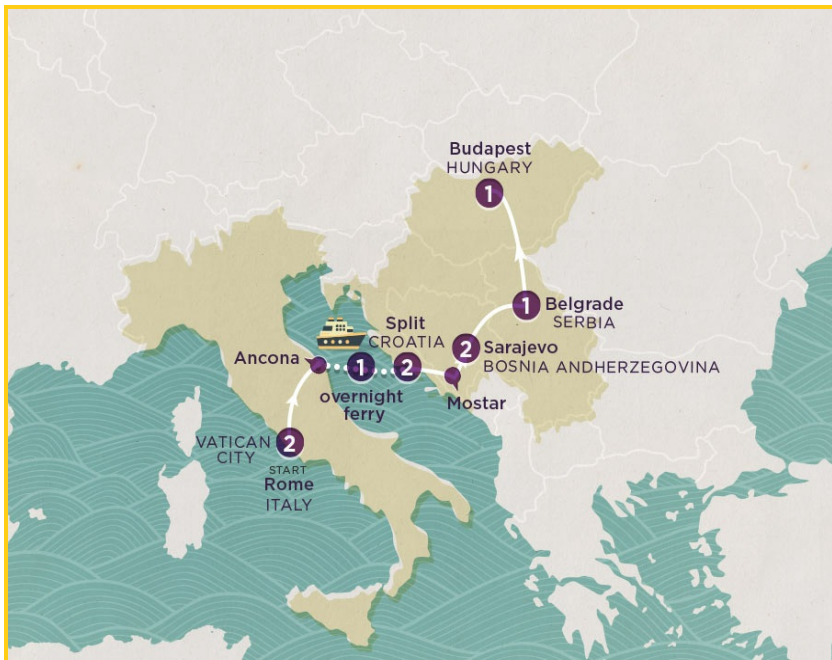 Budapest
HUNGARY
1
Belgrade
SERBIA
1
Split
CROATIA
2
Sarajevo
BOSNIA ANDHERZEGOVINA
2
Ancona
1
overnight
ferry
Mostar
VATICAN
CITY
2
START
Rome
ITALY